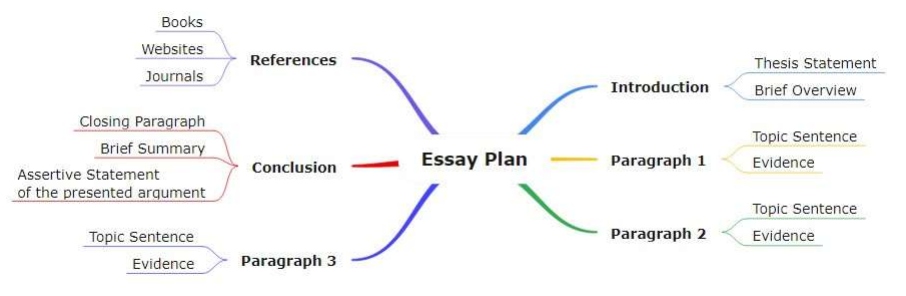 Essay Plan
Introduction
Thesis Statement
Brief Overview
Paragraph 1
Topic Sentence
Evidence
Paragraph 2
Topic Sentence
Evidence
Paragraph 3
Topic Sentence
Evidence
Conclusion
Closing Paragraph
Brief Summary
Assertive Statement
of the presented argument
References
Books
Websites
Journals